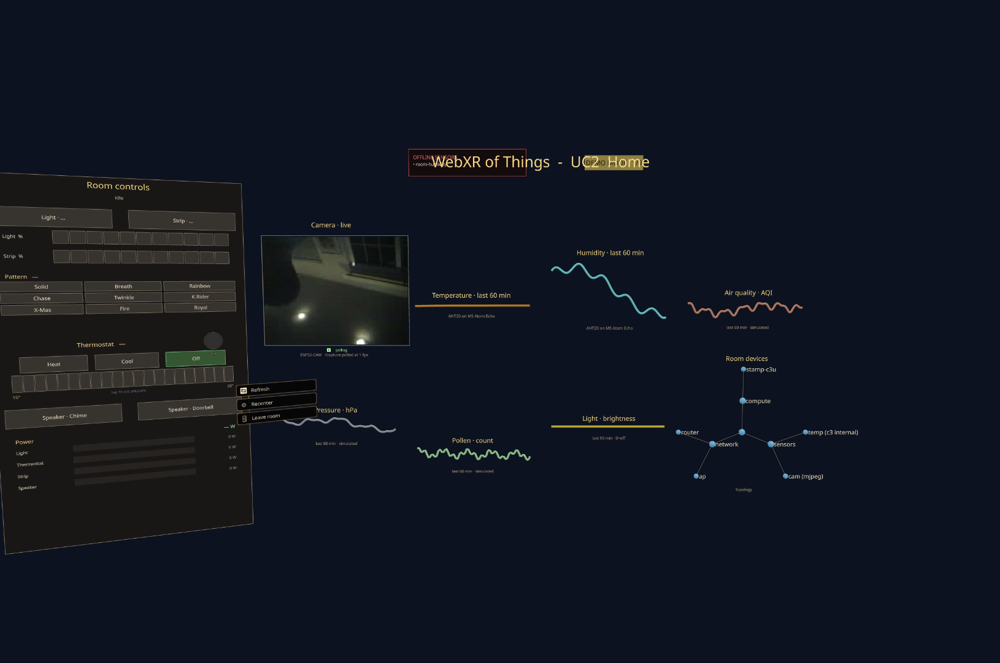 OFFLINE SENSORS
• room-humidity
WebXR of Things - UC2 Home
DEMO
Room controls
idle
Light · ...
Strip · ...
Light %
Strip %
Pattern —
Solid
Breath
Rainbow
Chase
Twinkle
K.Rider
X-Mas
Fire
Royal
Thermostat —
Heat
Cool
Off
16°
tap to set setpoint
26°
Speaker · Chime
Speaker · Doorbell
— W
Power
0 W
Light
0 W
Thermostat
0 W
Strip
0 W
Speaker
Refresh
Recenter
Leave room
Camera · live
polling
ESP32-CAM · /capture polled at 1 fps
Temperature · last 60 min
AHT20 on M5 Atom Echo
Humidity · last 60 min
AHT20 on M5 Atom Echo
Air quality · AQI
last 60 min · simulated
Pressure · hPa
last 60 min · simulated
Pollen · count
last 60 min · simulated
Light · brightness
last 60 min · 0=off
Room devices
stamp-c3u
compute
router
network
sensors
temp (c3 internal)
ap
cam (mjpeg)
Topology